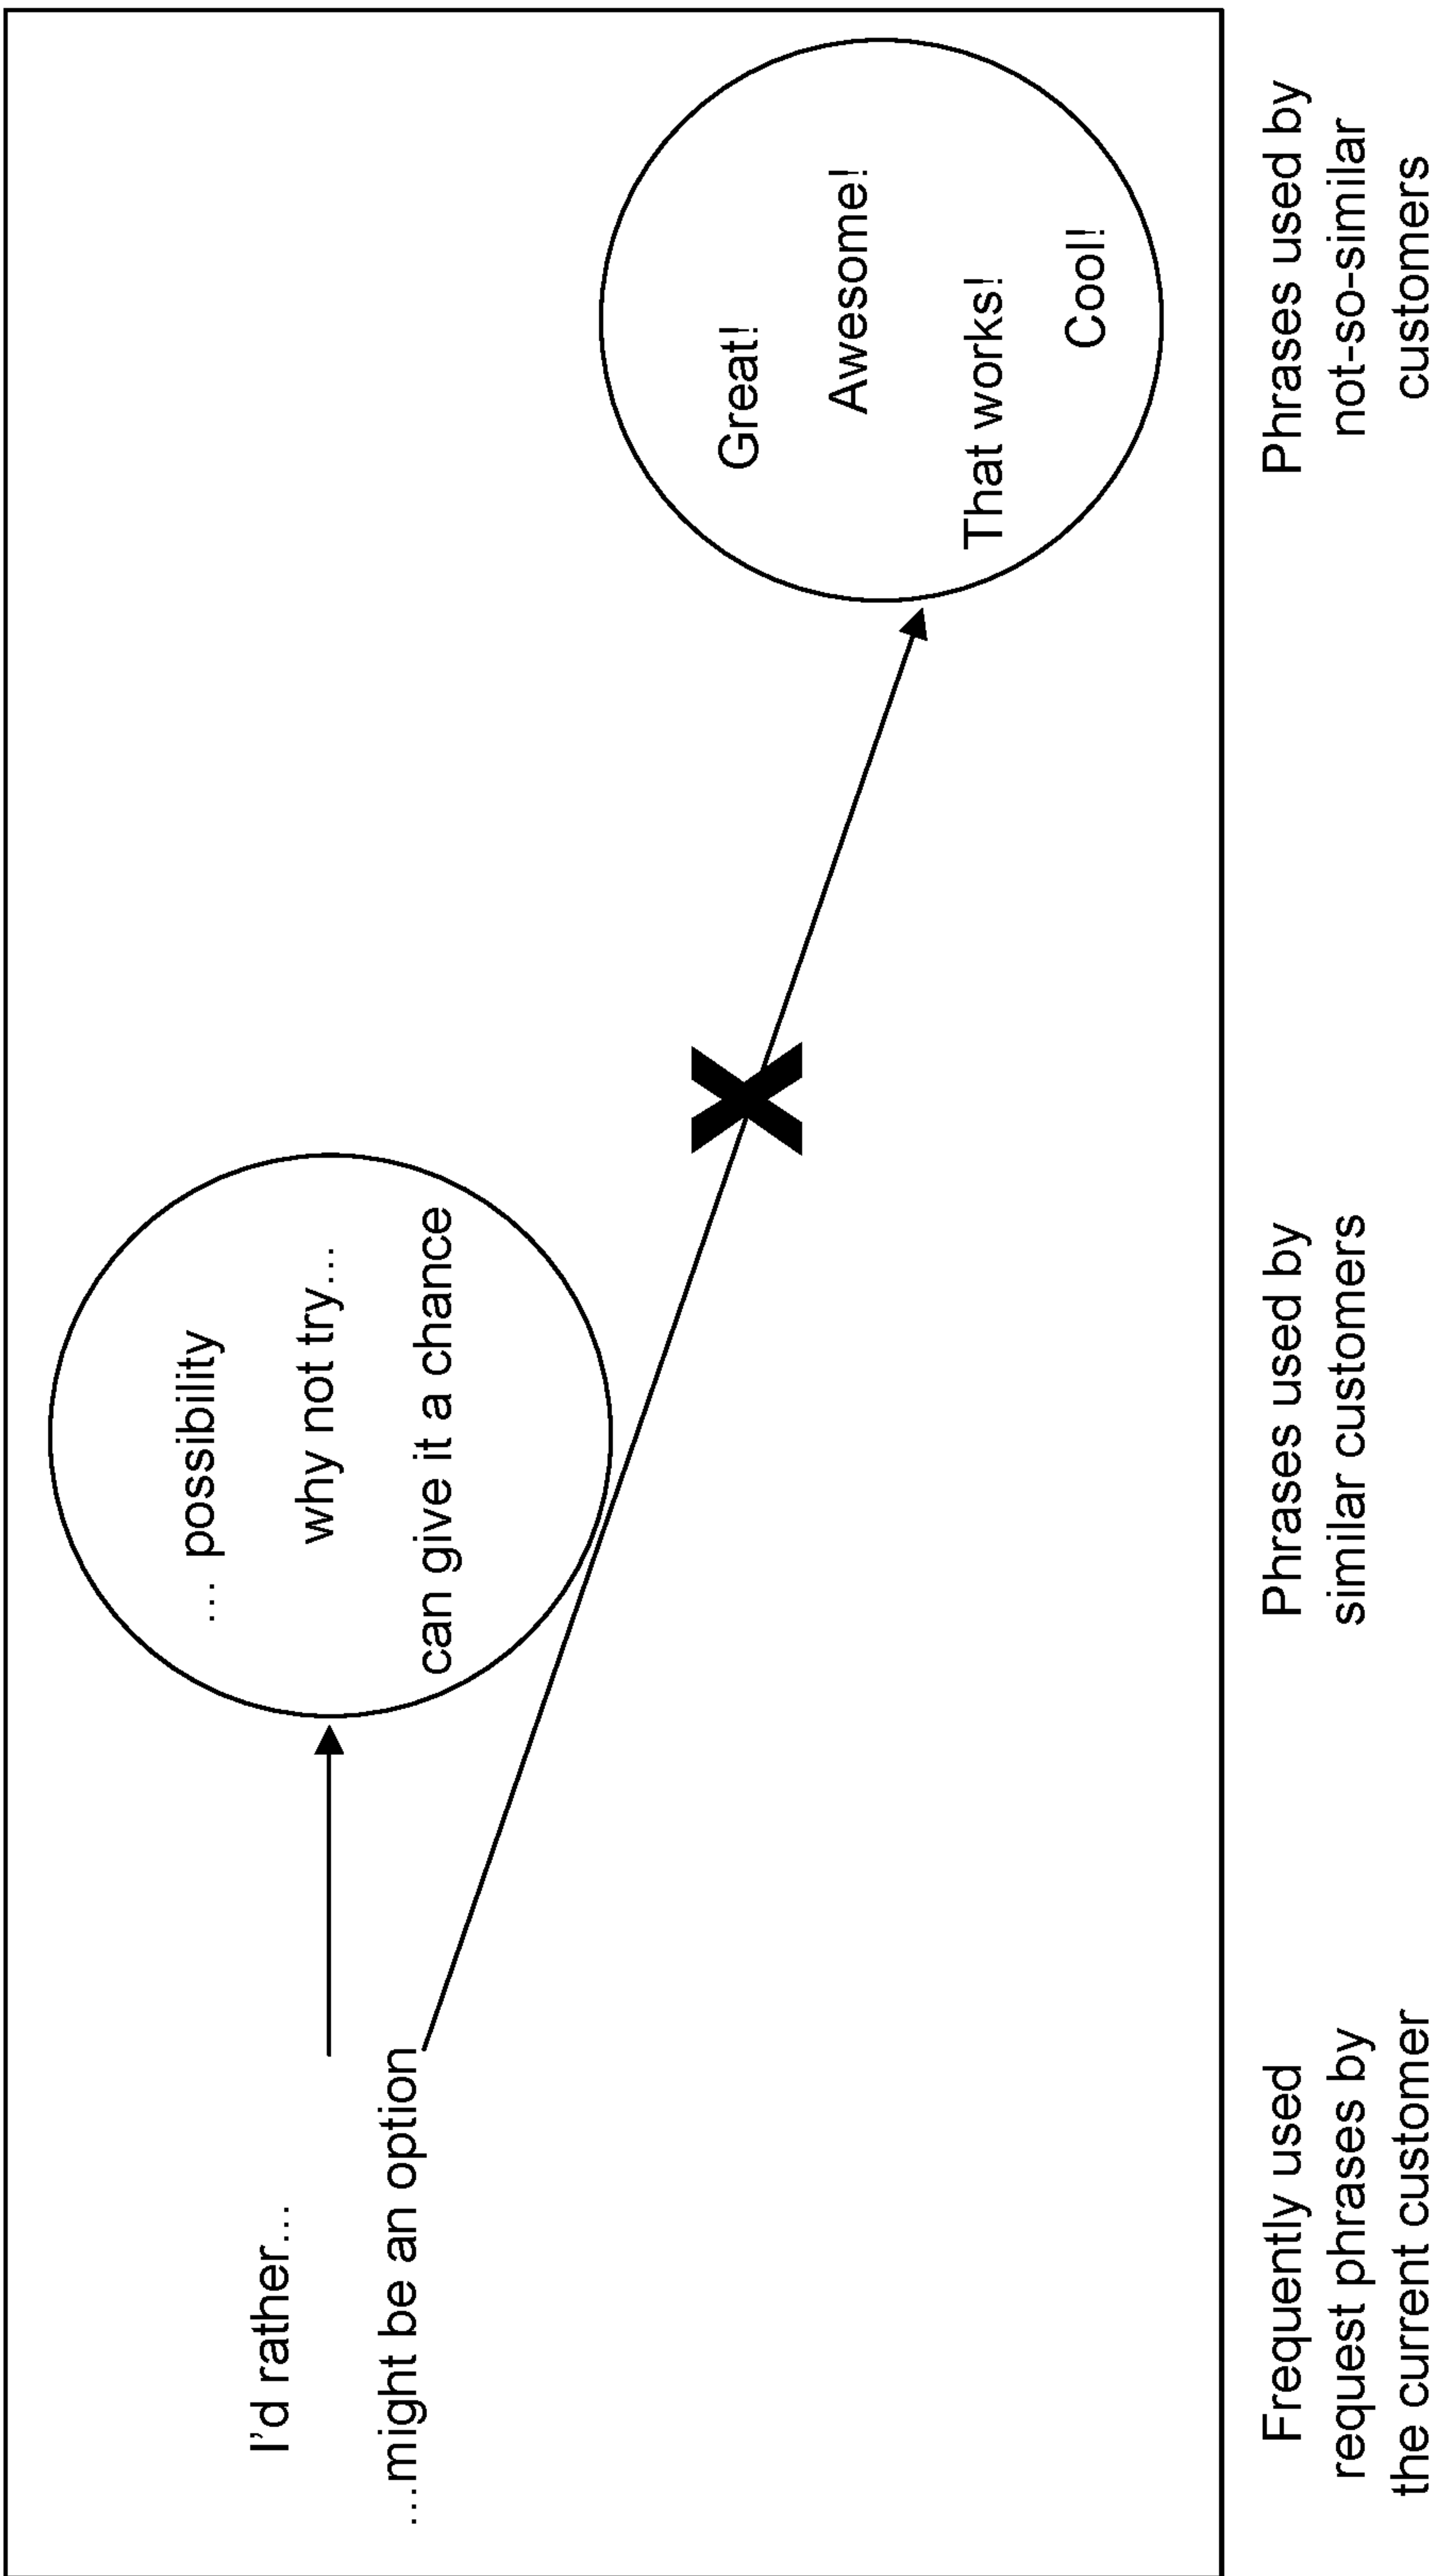 I'd rather...
...might be an option
... possibility
why not try...
can give it a chance
Great!
Awesome!
That works!
Cool!
X
Frequently used
request phrases by
the current customer
Phrases used by
similar customers
Phrases used by
not-so-similar
customers